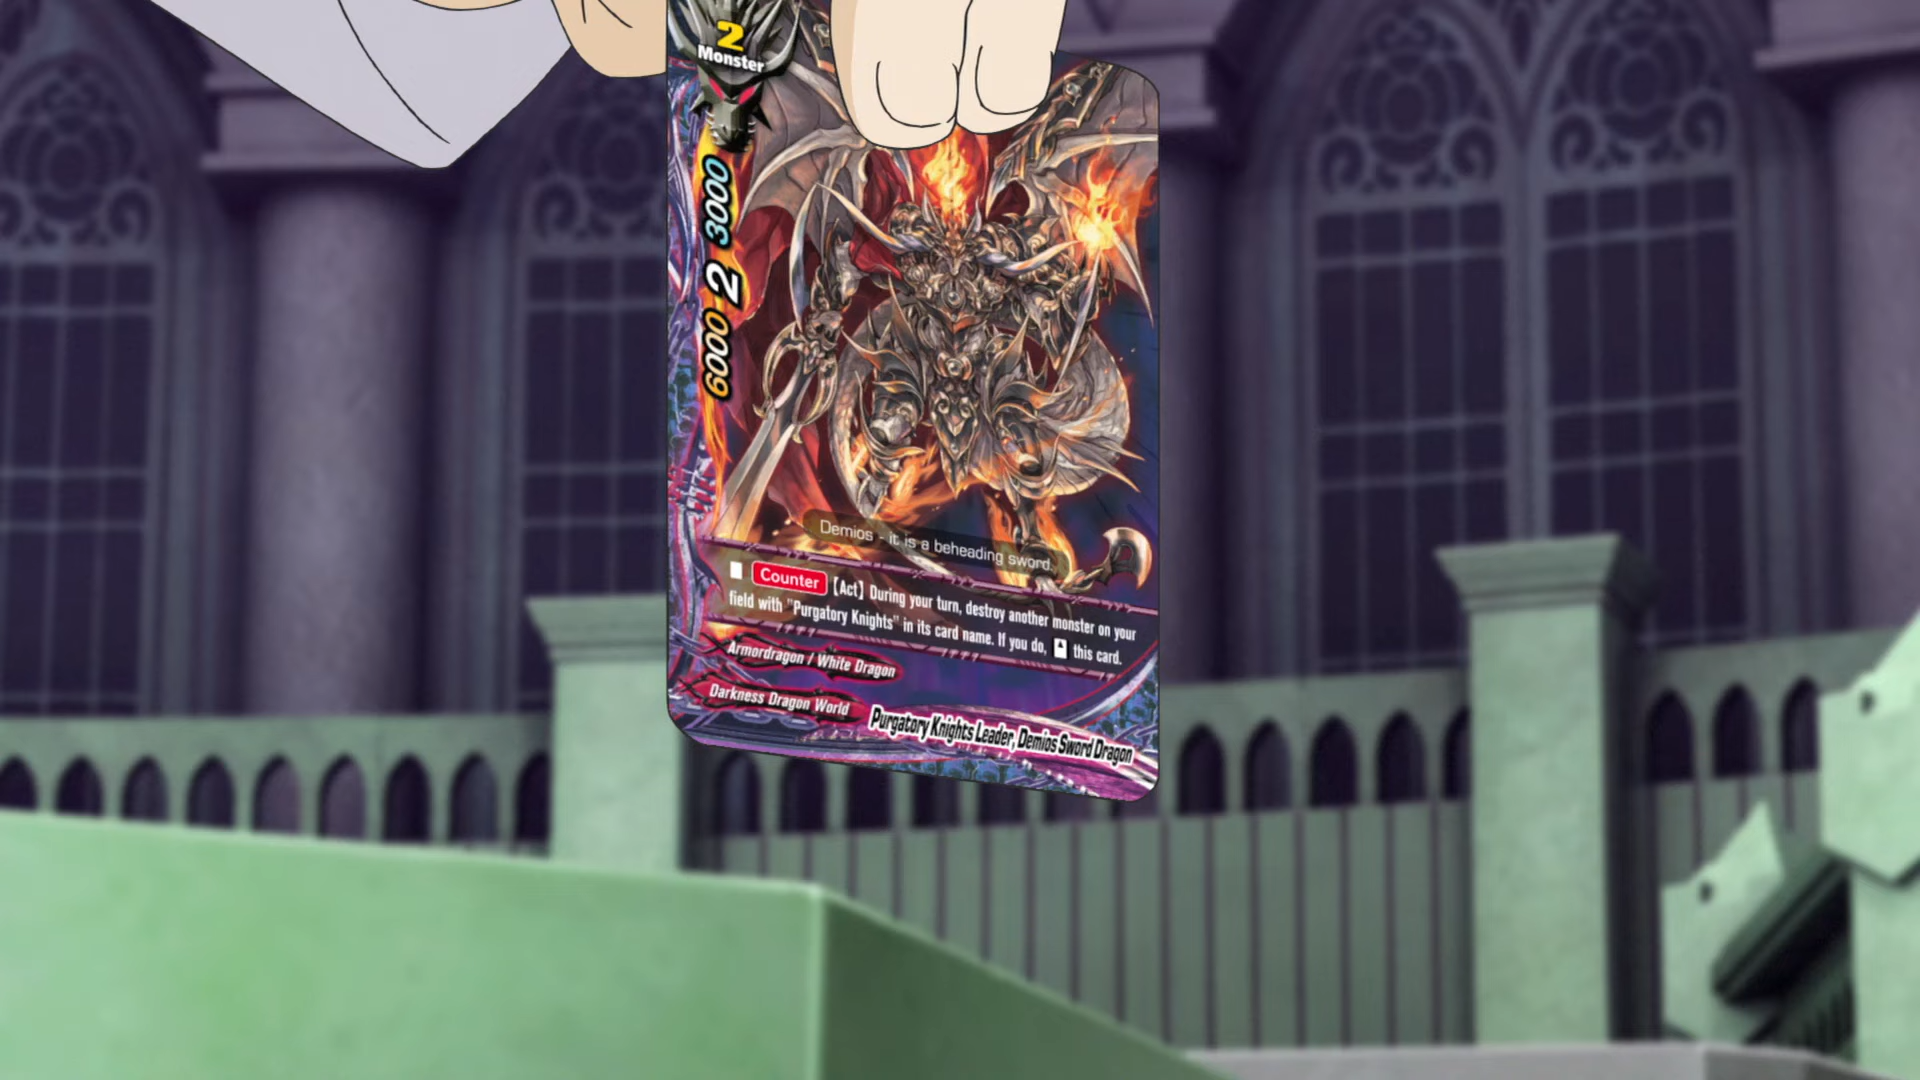 2
Monster
3000
2
6000
Demios - it is a beheading sword.
Counter 【Act】 During your turn, destroy another monster on your
field with "Purgatory Knights" in its card name. If you do, this card.
Armordragon / White Dragon
Darkness Dragon World
Purgatory Knights Leader, Demios Sword Dragon